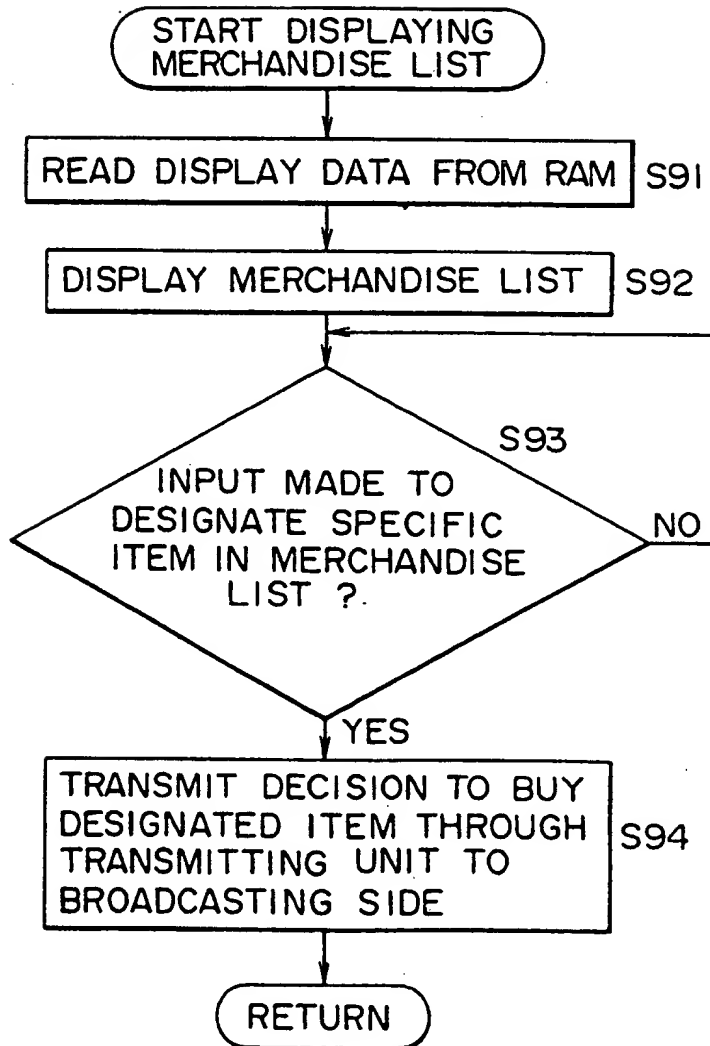 START DISPLAYING
MERCHANDISE LIST
READ DISPLAY DATA FROM RAM
S91
DISPLAY MERCHANDISE LIST
S92
S93
INPUT MADE TO
DESIGNATE SPECIFIC
ITEM IN MERCHANDISE
LIST ?
NO
YES
TRANSMIT DECISION TO BUY
DESIGNATED ITEM THROUGH
TRANSMITTING UNIT TO
BROADCASTING SIDE
S94
RETURN